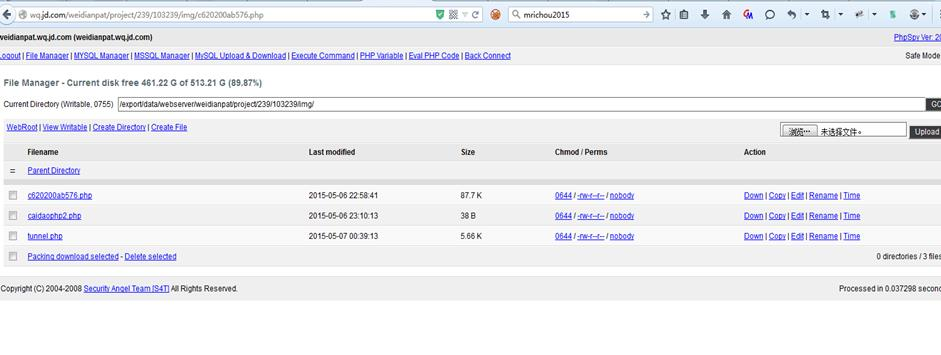 wq.jd.com/weidianpat/project/239/103239/img/c620200ab576.php
mrichou2015
weidianpat.wq.jd.com (weidianpat.wq.jd.com)
PhpSpy Ver: 20
Logout | File Manager | MYSQL Manager | MSSQL Manager | MySQL Upload & Download | Execute Command | PHP Variable | Eval PHP Code | Back Connect
Safe Mode
File Manager - Current disk free 461.22 G of 513.21 G (89.87%)
Current Directory (Writable, 0755) /export/data/webserver/weidianpat/project/239/103239/img/ GO
WebRoot | View Writable | Create Directory | Create File
浏览… 未选择文件。 Upload
Filename Last modified Size Chmod / Perms Action
= Parent Directory
c620200ab576.php 2015-05-06 22:58:41 87.7 K 0644 / -rw-r--r-- / nobody Down | Copy | Edit | Rename | Time
caidaophp2.php 2015-05-06 23:10:13 38 B 0644 / -rw-r--r-- / nobody Down | Copy | Edit | Rename | Time
tunnel.php 2015-05-07 00:39:13 5.66 K 0644 / -rw-r--r-- / nobody Down | Copy | Edit | Rename | Time
Packing download selected - Delete selected 0 directories / 3 files
Copyright (C) 2004-2008 Security Angel Team [S4T] All Rights Reserved.
Processed in 0.037298 second